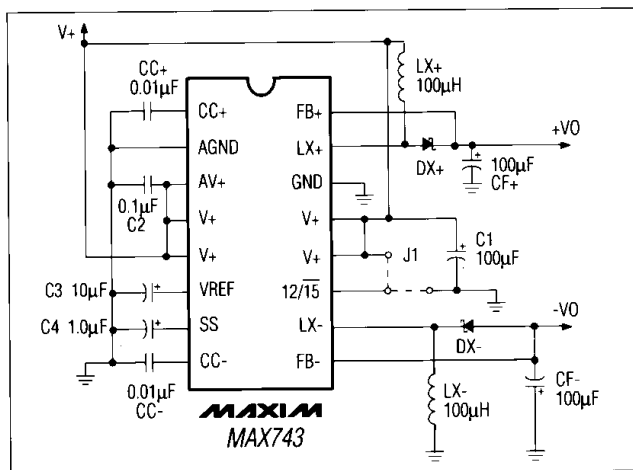 V+
CC+
0.01µF
CC+
AGND
AV+
0.1µF
C2
V+
V+
C3 10µF
VREF
C4 1.0µF
SS
CC-
0.01µF
CC-
FB+
LX+
GND
V+
V+
12/15
LX-
FB-
LX+
100µH
+VO
DX+
100µF
CF+
J1
C1
100µF
-VO
DX-
LX-
100µH
CF-
100µF
MAXIM
MAX743